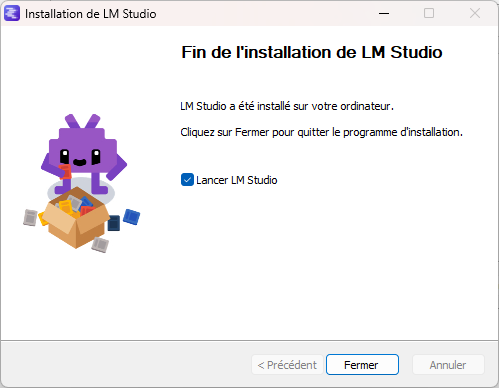 Installation de LM Studio
Fin de l'installation de LM Studio
LM Studio a été installé sur votre ordinateur.
Cliquez sur Fermer pour quitter le programme d'installation.
Lancer LM Studio
< Précédent
Fermer
Annuler